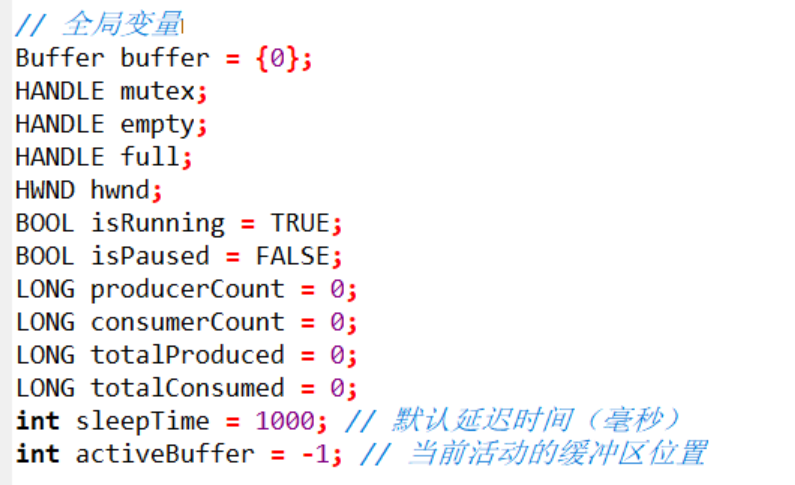 // 全局变量
Buffer buffer = {0};
HANDLE mutex;
HANDLE empty;
HANDLE full;
HWND hwnd;
BOOL isRunning = TRUE;
BOOL isPaused = FALSE;
LONG producerCount = 0;
LONG consumerCount = 0;
LONG totalProduced = 0;
LONG totalConsumed = 0;
int sleepTime = 1000; // 默认延迟时间（毫秒）
int activeBuffer = -1; // 当前活动的缓冲区位置